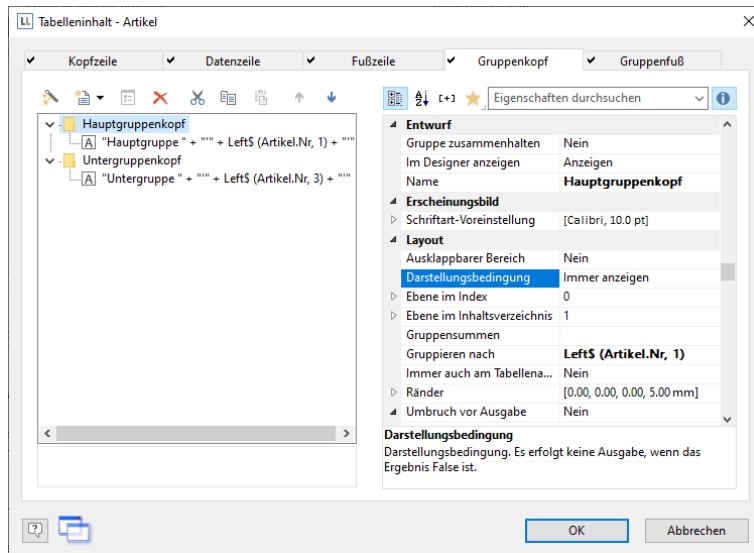 LL Tabelleninhalt - Artikel
Kopfzeile Datenzeile Fußzeile Gruppenkopf Gruppenfuß
Eigenschaften durchsuchen
Hauptgruppenkopf
A "Hauptgruppe " + "'" + Left$ (Artikel.Nr, 1) + "'"
Untergruppenkopf
A "Untergruppe " + "'" + Left$ (Artikel.Nr, 3) + "'"
Entwurf
Gruppe zusammenhalten Nein
Im Designer anzeigen Anzeigen
Name Hauptgruppenkopf
Erscheinungsbild
Schriftart-Voreinstellung [Calibri, 10.0 pt]
Layout
Ausklappbarer Bereich Nein
Darstellungsbedingung Immer anzeigen
Ebene im Index 0
Ebene im Inhaltsverzeichnis 1
Gruppensummen
Gruppieren nach Left$ (Artikel.Nr, 1)
Immer auch am Tabellena... Nein
Ränder [0.00, 0.00, 0.00, 5.00 mm]
Umbruch vor Ausgabe Nein
Darstellungsbedingung
Darstellungsbedingung. Es erfolgt keine Ausgabe, wenn das
Ergebnis False ist.
OK Abbrechen